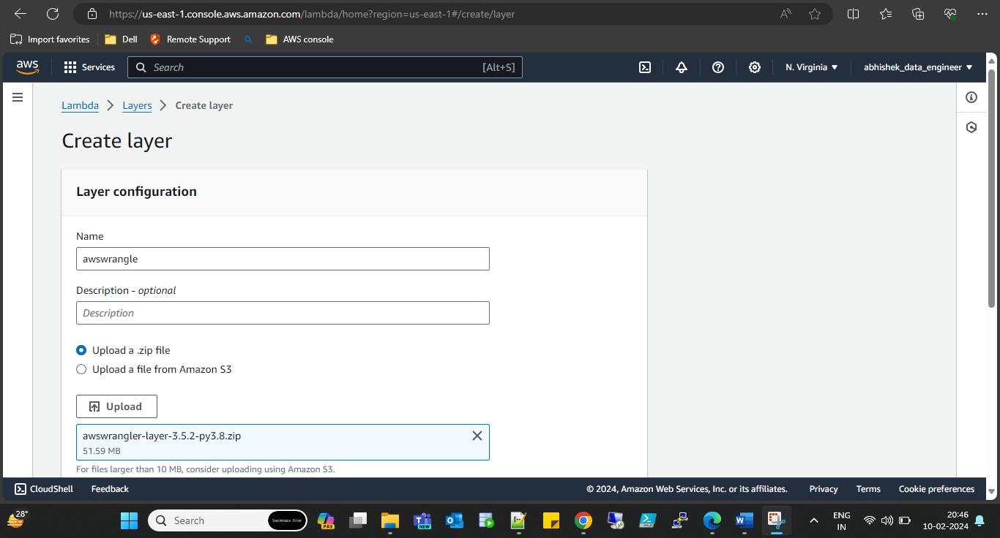 https://us-east-1.console.aws.amazon.com/lambda/home?region=us-east-1#/create/layer
Import favorites Dell Remote Support AWS console
aws Services Search [Alt+S] N. Virginia abhishek_data_engineer
Lambda Layers Create layer
Create layer
Layer configuration
Name
awswrangle
Description - optional
Description
Upload a .zip file
Upload a file from Amazon S3
Upload
awswrangler-layer-3.5.2-py3.8.zip
51.59 MB
For files larger than 10 MB, consider uploading using Amazon S3.
CloudShell Feedback © 2024, Amazon Web Services, Inc. or its affiliates. Privacy Terms Cookie preferences
28° Search SHOPPERS STOP PRE NEW ENG 20:46
IN 10-02-2024